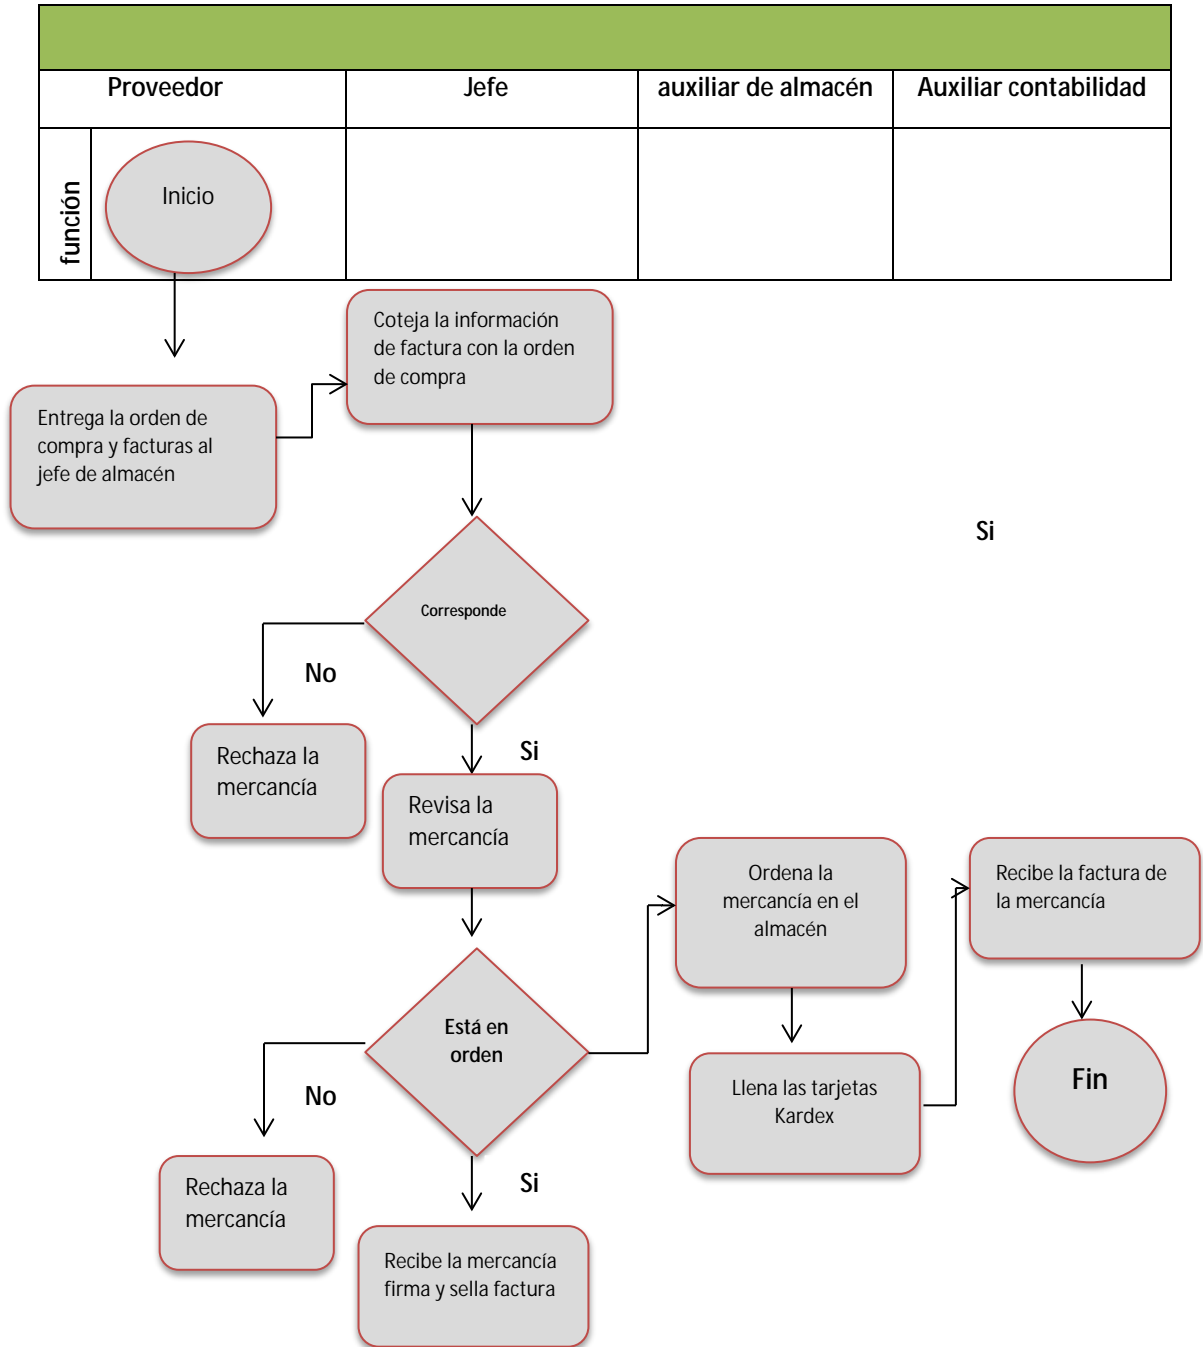 Proveedor
Jefe
auxiliar de almacén
Auxiliar contabilidad
función
Inicio
Coteja la información
de factura con la orden
de compra
Entrega la orden de
compra y facturas al
jefe de almacén
Si
Corresponde
No
Rechaza la
mercancía
Si
Revisa la
mercancía
Ordena la
mercancía en el
almacén
Recibe la factura de
la mercancía
Está en
orden
No
Llena las tarjetas
Kardex
Fin
Rechaza la
mercancía
Si
Recibe la mercancía
firma y sella factura